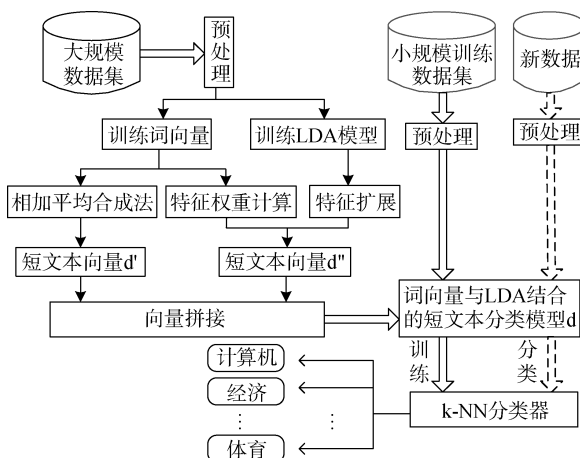 大规模
数据集
预
处
理
小规模训练
数据集
新数据
训练词向量
训练LDA模型
预处理
预处理
相加平均合成法
特征权重计算
特征扩展
短文本向量d'
短文本向量d"
向量拼接
词向量与LDA结合
的短文本分类模型d
训
练
分
类
计算机
经济
⋮
⋮
体育
k-NN分类器